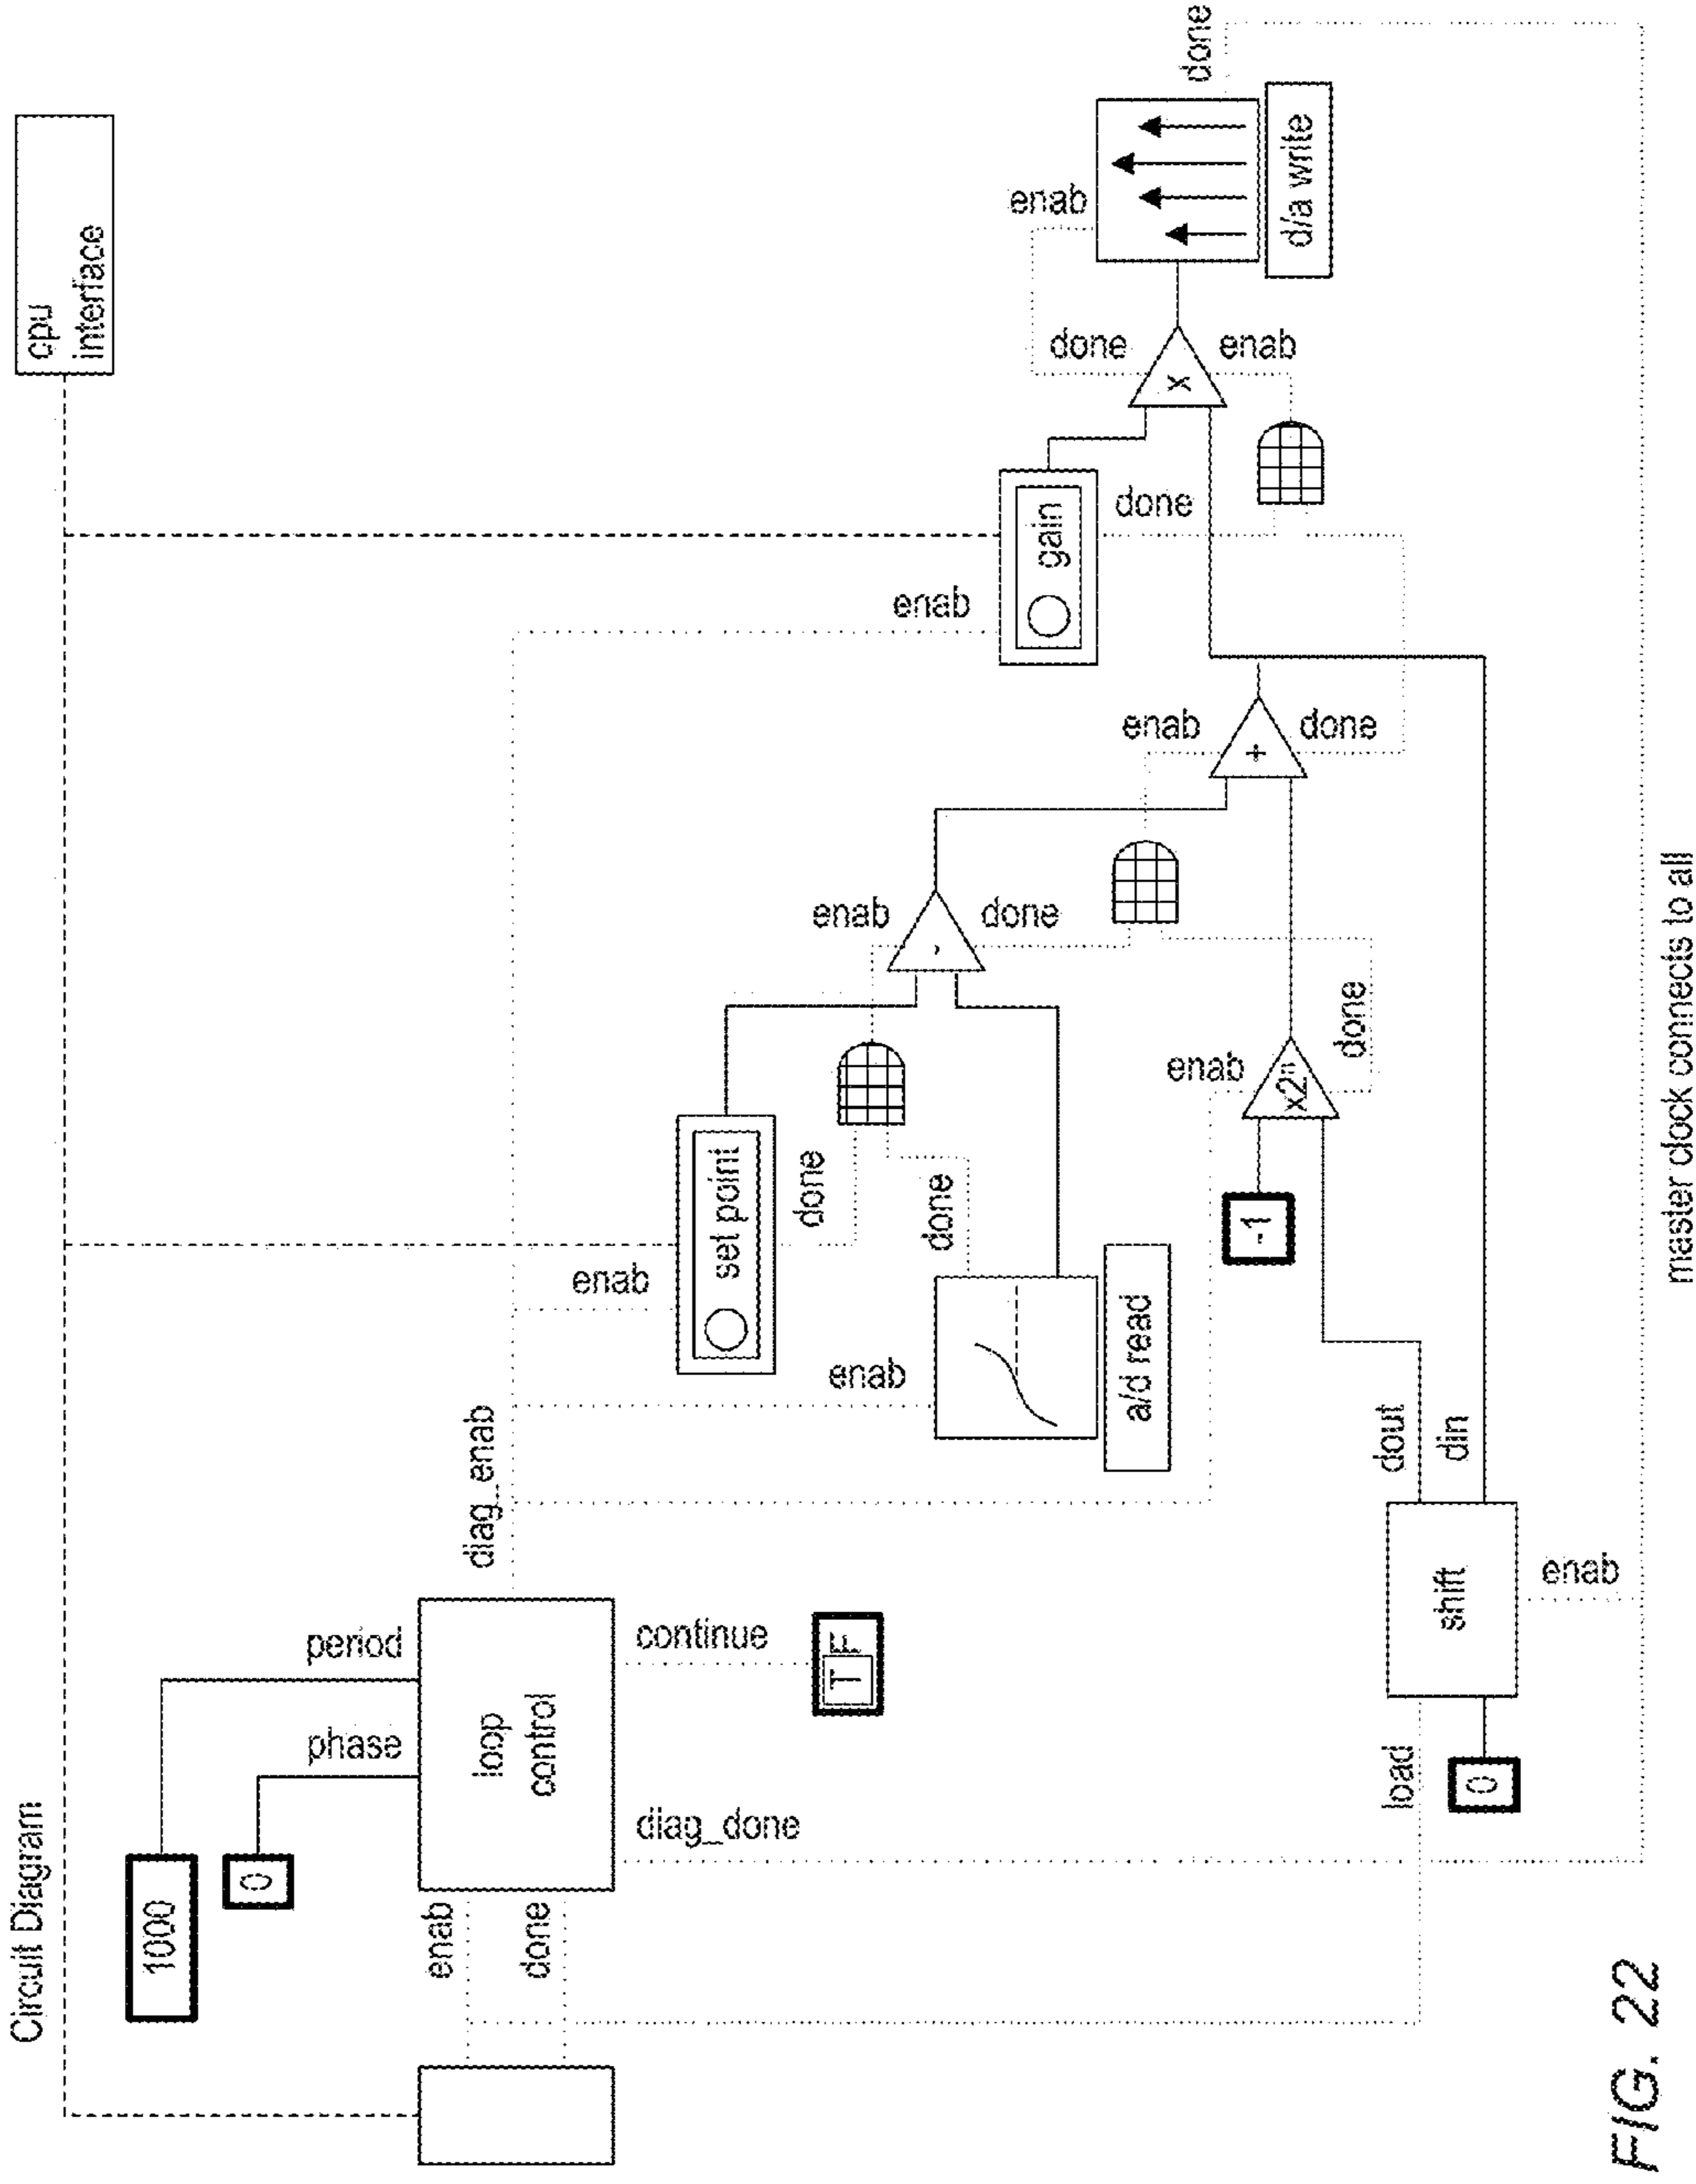 Circuit Diagram
cpu
interface
1000
0
phase
period
enab
done
loop
control
diag_enab
continue
T F
diag_done
enab
set point
done
enab
done
a/d read
enab
-
done
enab
gain
done
enab
+
done
done
x
enab
enab
done
d/a write
-1
enab
x2ⁿ
done
load
0
shift
dout
din
enab
master clock connects to all
FIG. 22